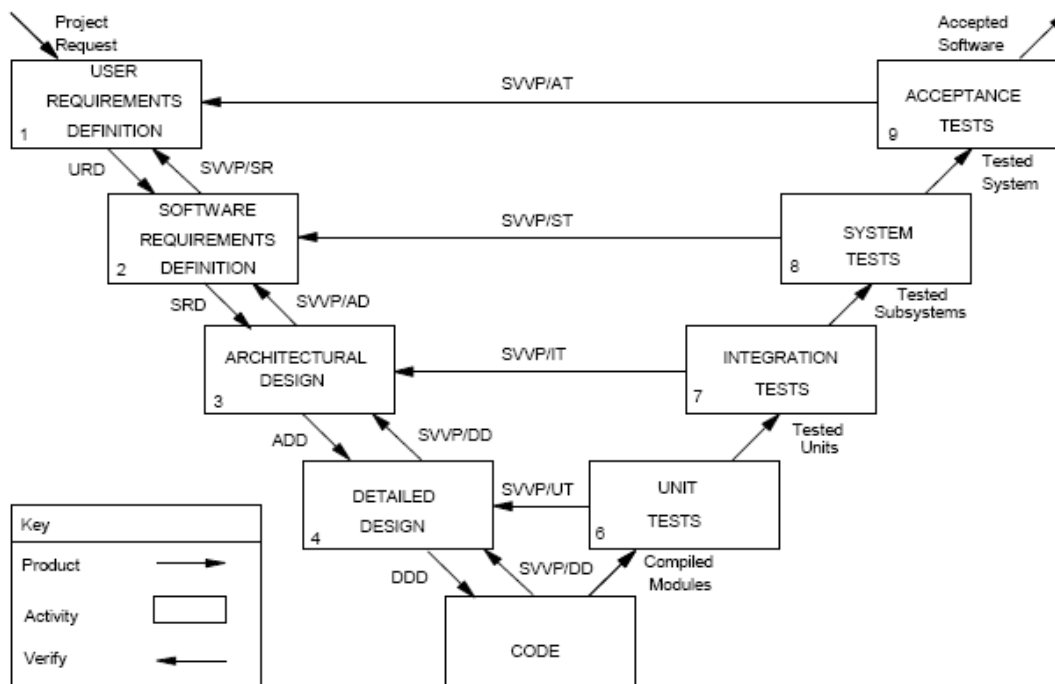 Project
Request
Accepted
Software
USER
REQUIREMENTS
DEFINITION
1
SVVP/AT
ACCEPTANCE
TESTS
9
URD
SVVP/SR
Tested
System
SOFTWARE
REQUIREMENTS
DEFINITION
2
SVVP/ST
SYSTEM
TESTS
8
SRD
SVVP/AD
Tested
Subsystems
ARCHITECTURAL
DESIGN
3
SVVP/IT
INTEGRATION
TESTS
7
ADD
SVVP/DD
Tested
Units
DETAILED
DESIGN
4
SVVP/UT
UNIT
TESTS
6
DDD
SVVP/DD
Compiled
Modules
CODE
Key
Product
Activity
Verify